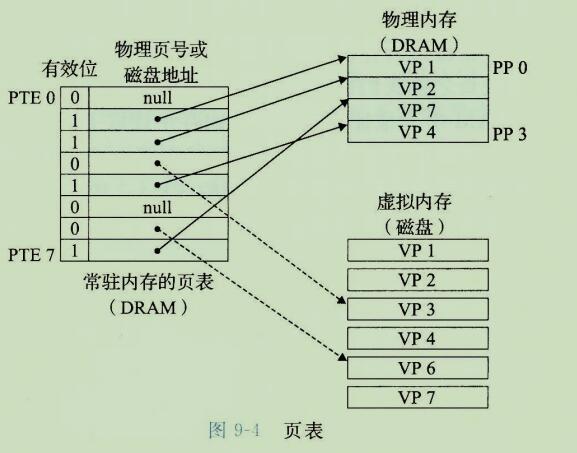 物理页号或
磁盘地址
有效位
PTE 0
0
null
1
1
0
1
0
null
0
PTE 7
1
常驻内存的页表
（DRAM）
物理内存
（DRAM）
VP 1
PP 0
VP 2
VP 7
VP 4
PP 3
虚拟内存
（磁盘）
VP 1
VP 2
VP 3
VP 4
VP 6
VP 7
图 9-4 页表